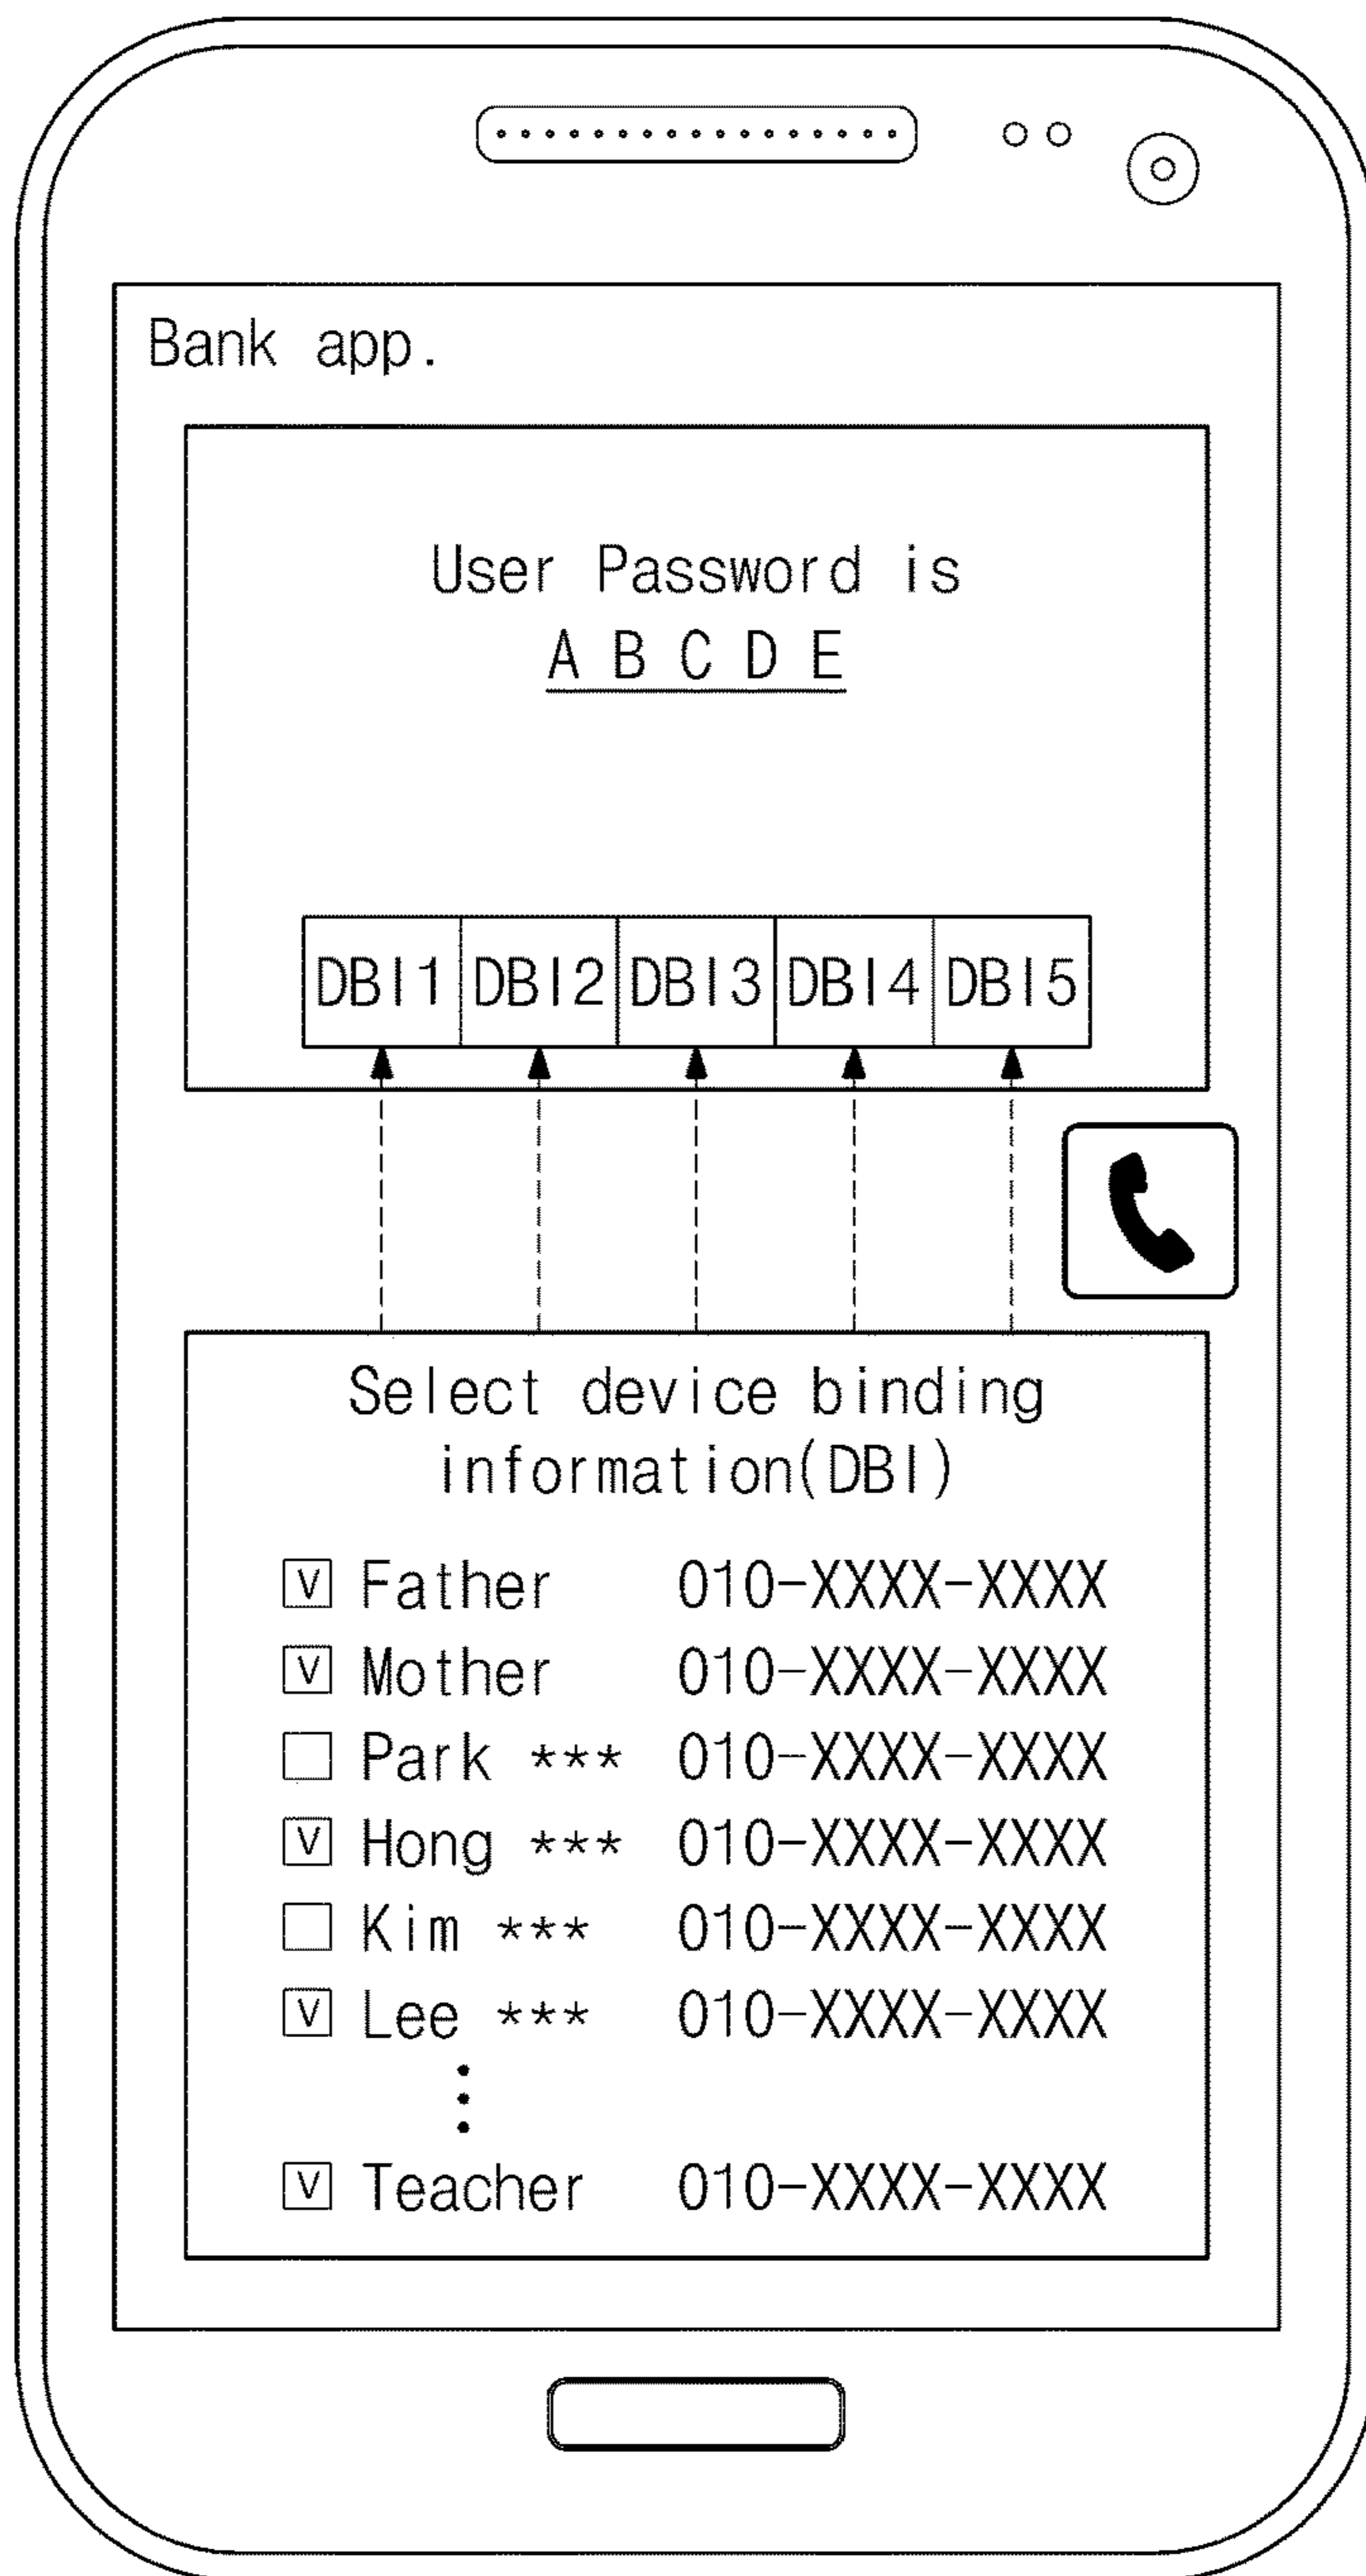 Bank app.
User Password is
A B C D E
DBI1 DBI2 DBI3 DBI4 DBI5
Select device binding
information(DBI)
V Father 010-XXXX-XXXX
V Mother 010-XXXX-XXXX
Park *** 010-XXXX-XXXX
V Hong *** 010-XXXX-XXXX
Kim *** 010-XXXX-XXXX
V Lee *** 010-XXXX-XXXX
V Teacher 010-XXXX-XXXX